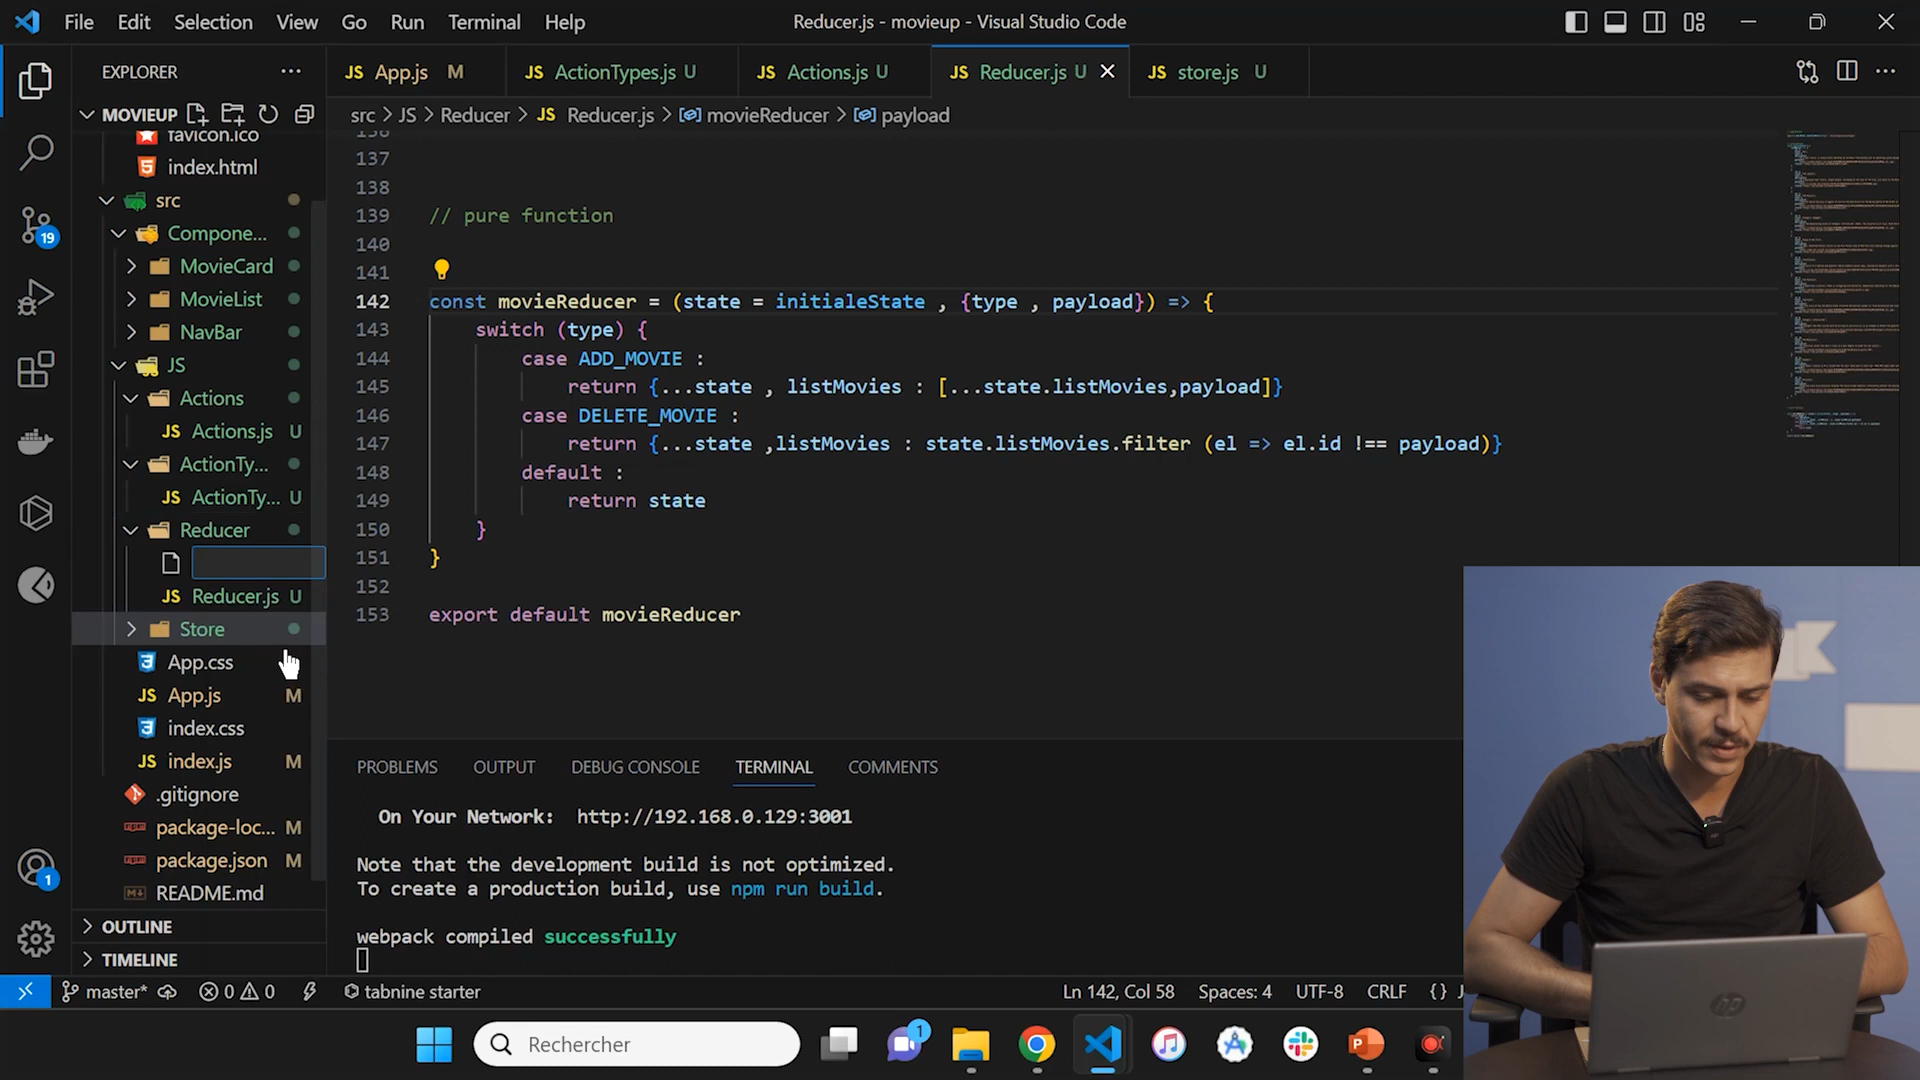 File Edit Selection View Go Run Terminal Help
Reducer.js - movieup - Visual Studio Code
EXPLORER
JS App.js M
JS ActionTypes.js U
JS Actions.js U
JS Reducer.js U
JS store.js U
MOVIEUP
src > JS > Reducer > JS Reducer.js > movieReducer > payload
favicon.ico
index.html
src
Compone...
MovieCard
MovieList
NavBar
JS
Actions
JS Actions.js U
ActionTy...
JS ActionTy... U
Reducer
JS Reducer.js U
Store
App.css
JS App.js M
index.css
JS index.js M
.gitignore
package-loc... M
package.json M
README.md
OUTLINE
TIMELINE
19
1
136
137
138
139 // pure function
140
141
142 const movieReducer = (state = initialeState , {type , payload}) => {
143 switch (type) {
144 case ADD_MOVIE :
145 return {...state , listMovies : [...state.listMovies,payload]}
146 case DELETE_MOVIE :
147 return {...state ,listMovies : state.listMovies.filter (el => el.id !== payload)}
148 default :
149 return state
150 }
151 }
152
153 export default movieReducer
PROBLEMS OUTPUT DEBUG CONSOLE TERMINAL COMMENTS
On Your Network: http://192.168.0.129:3001
Note that the development build is not optimized.
To create a production build, use npm run build.
webpack compiled successfully
master* 0 0 tabnine starter
Ln 142, Col 58 Spaces: 4 UTF-8 CRLF {} J
Rechercher
1
hp